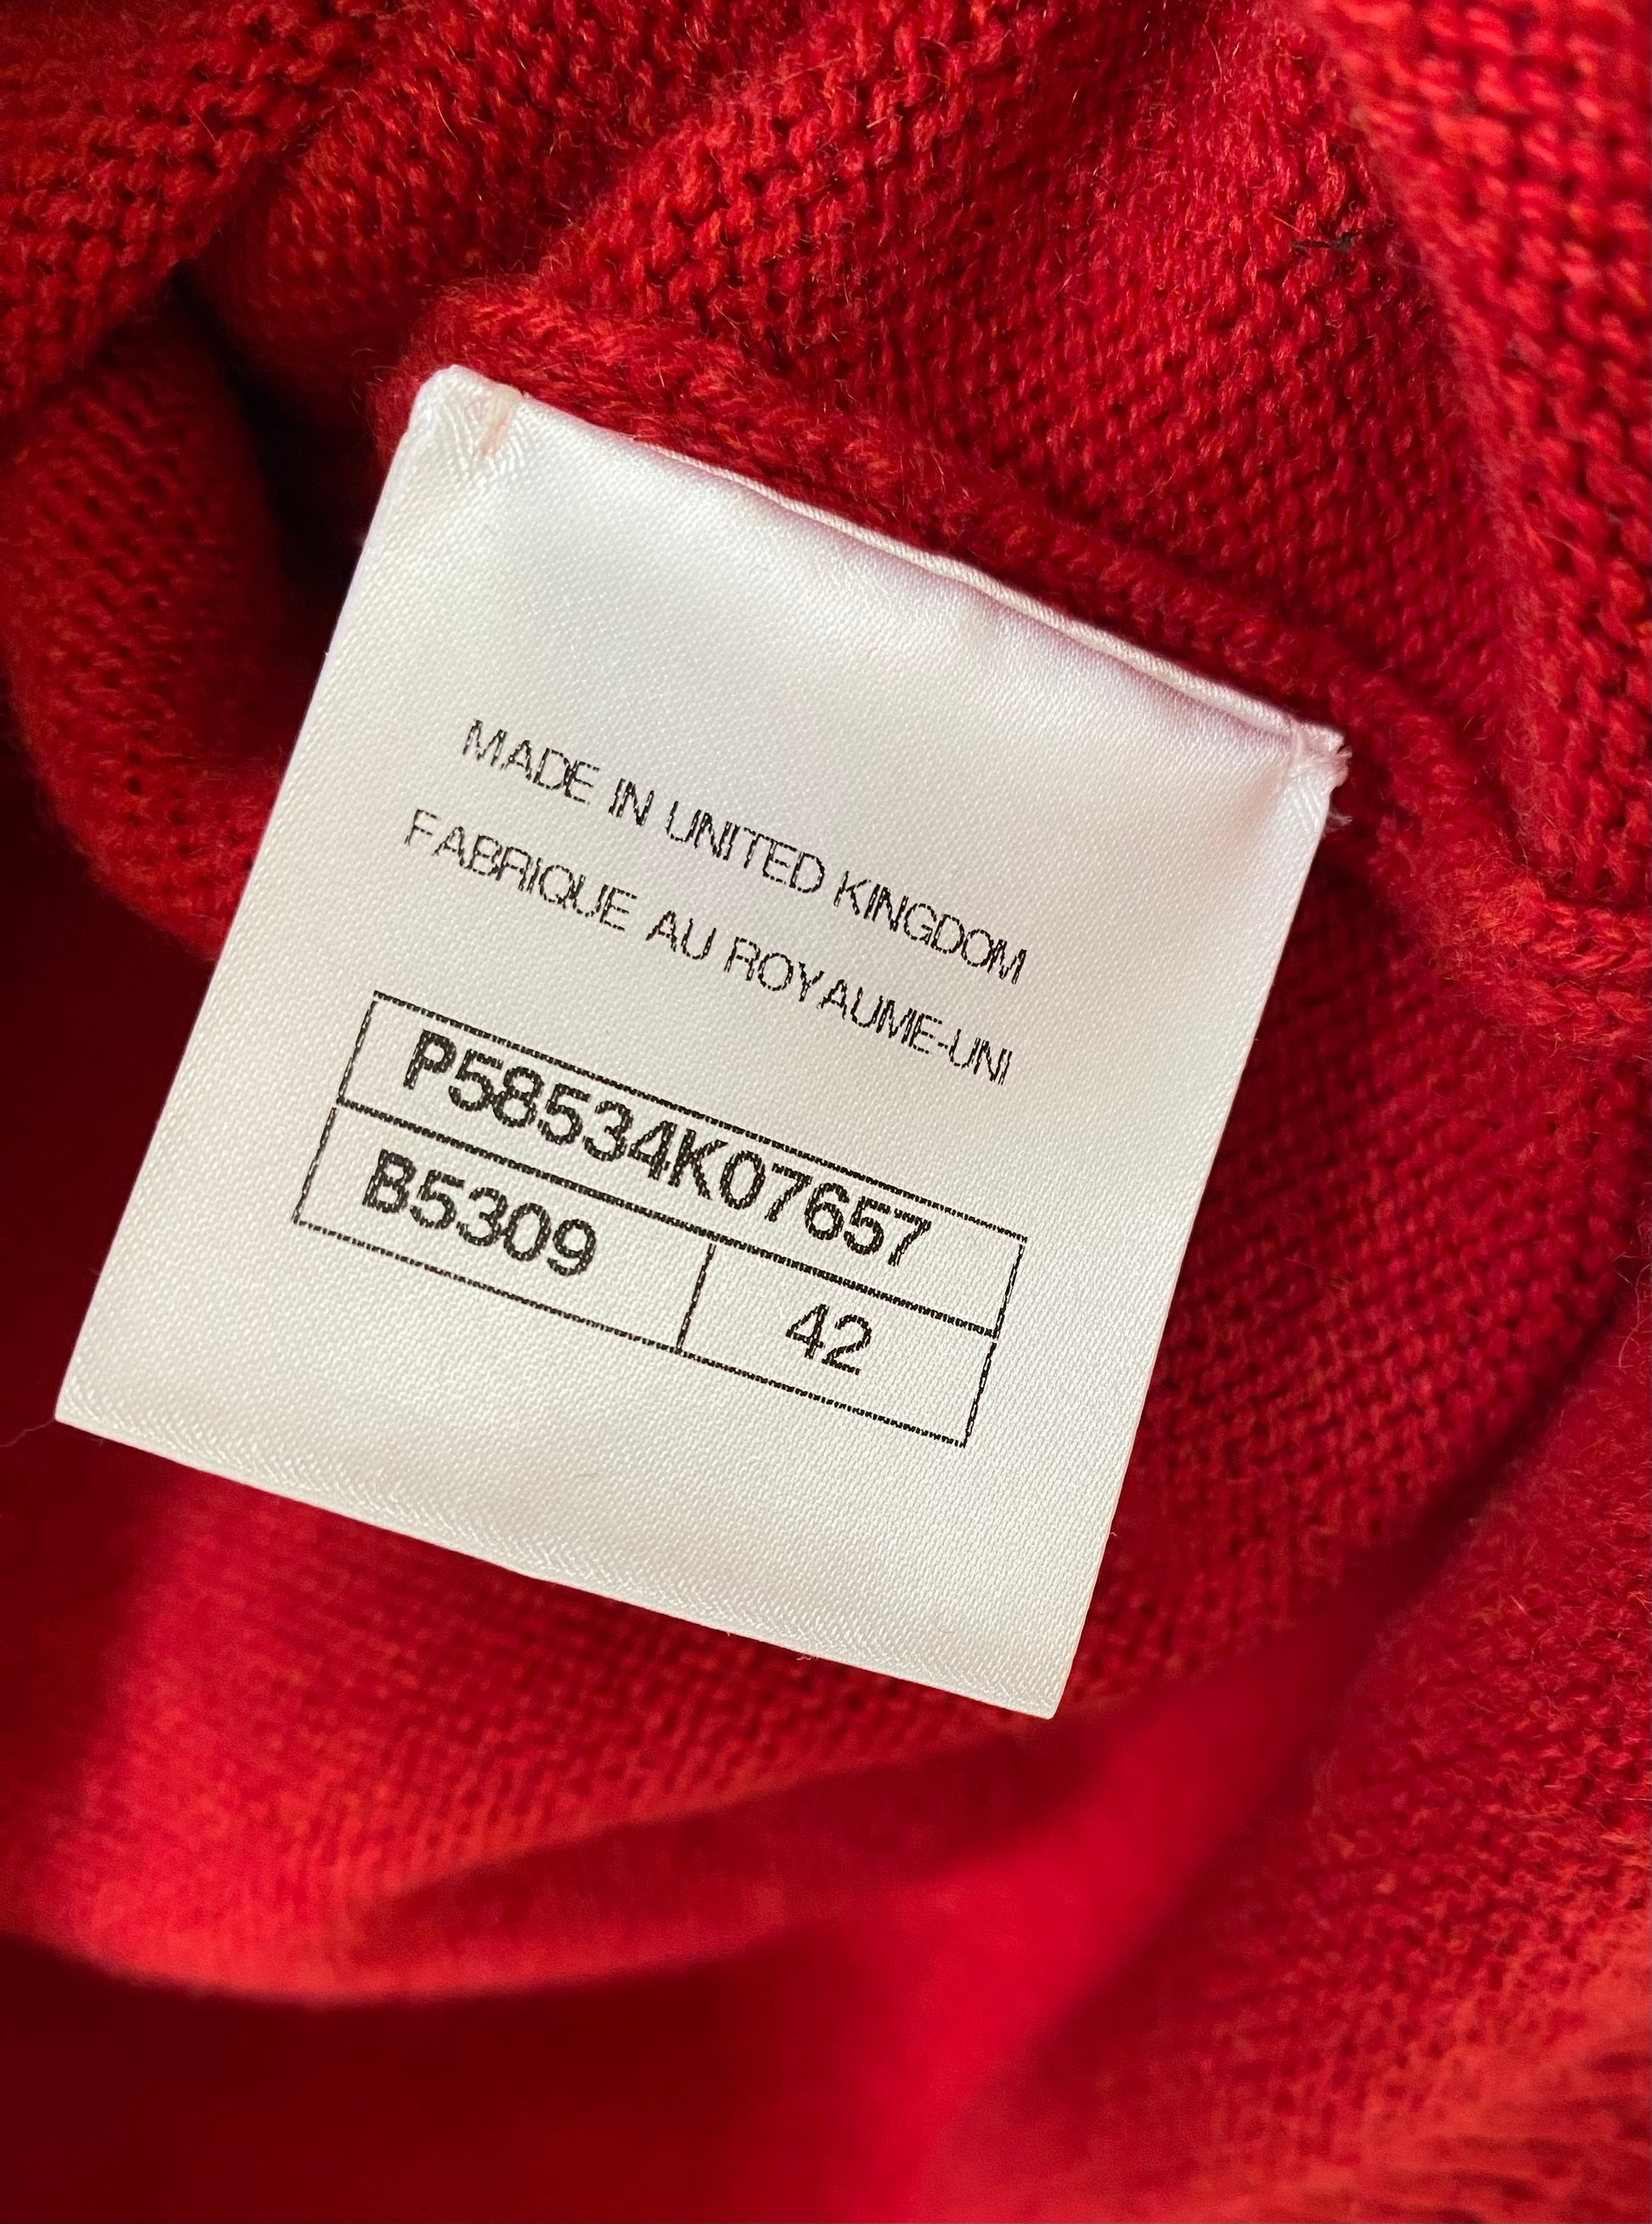 MADE IN UNITED KINGDOM
FABRIQUE AU ROYAUME-UNI
P58534K07657
B5309 42